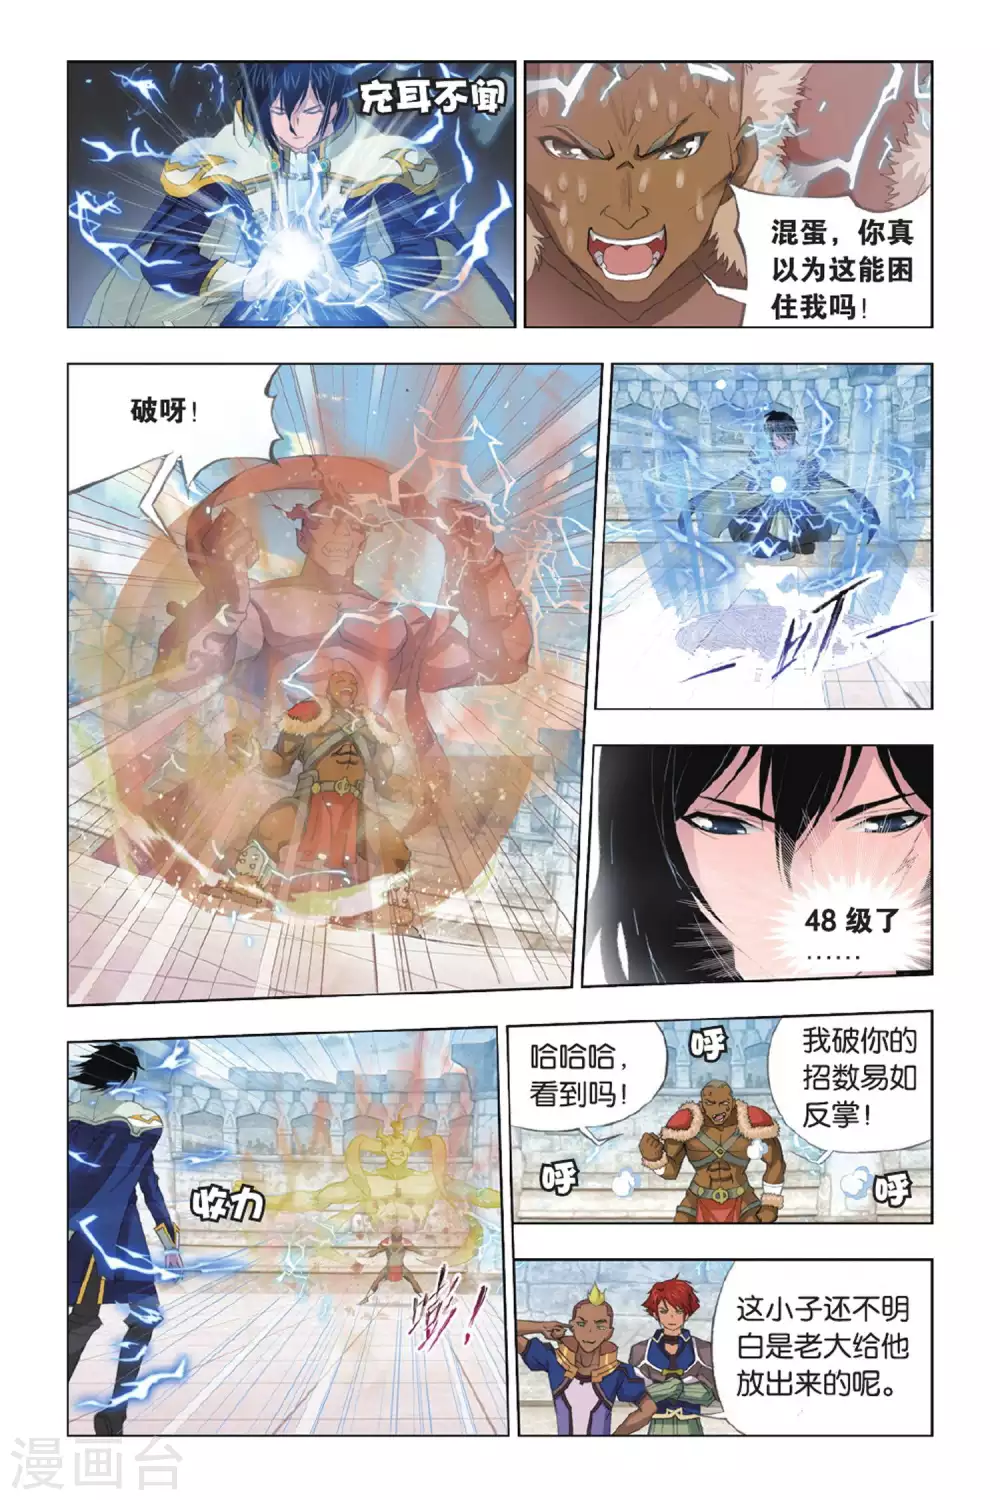 充耳不闻
混蛋，你真
以为这能困
住我吗！
破呀！
叮
48 级了
……
收力
嘭！
哈哈哈，
看到吗！
呼
我破你的
招数易如
反掌！
呼
呼
这小子还不明
白是老大给他
放出来的呢。
漫画台